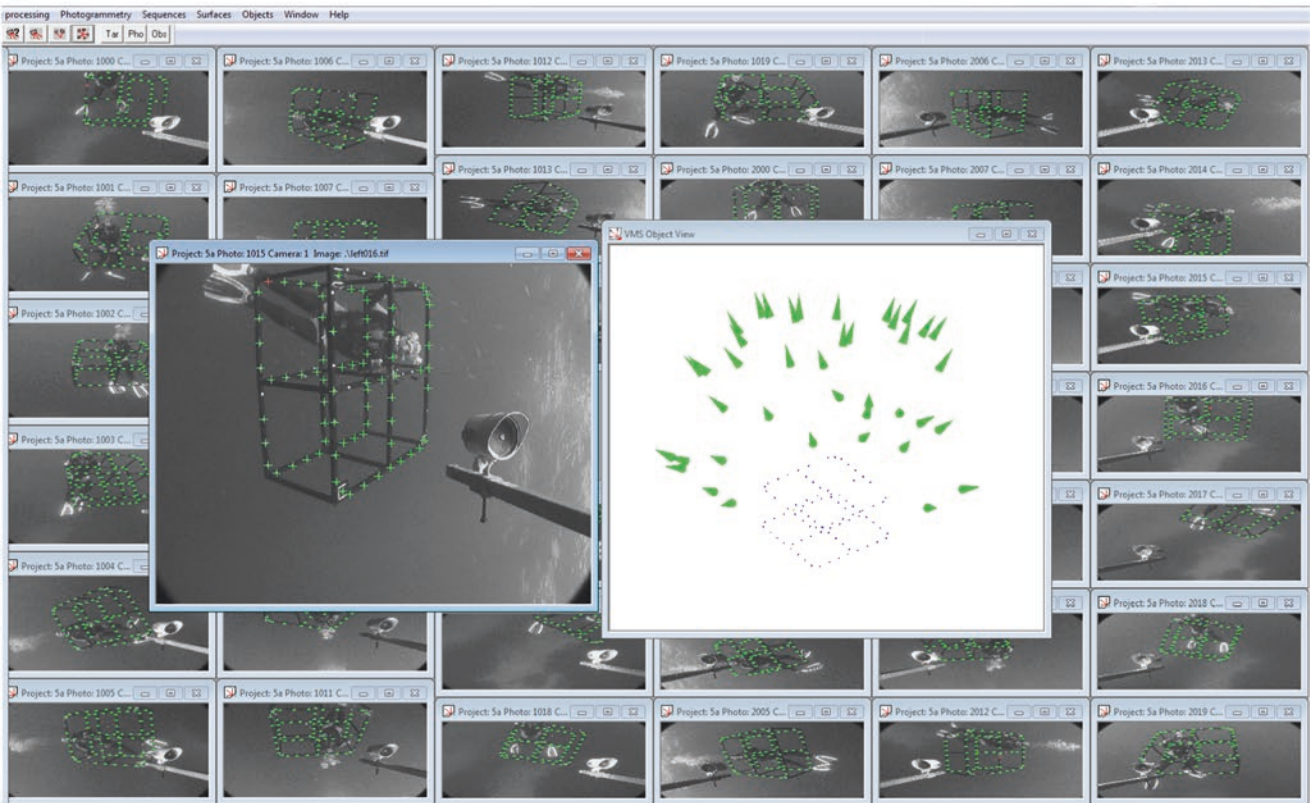 processing Photogrammetry Sequences Surfaces Objects Window Help
Tar Pho Obs
Project: 5a Photo: 1000 C...
Project: 5a Photo: 1006 C...
Project: 5a Photo: 1012 C...
Project: 5a Photo: 1019 C...
Project: 5a Photo: 2006 C...
Project: 5a Photo: 2013 C...
Project: 5a Photo: 1001 C...
Project: 5a Photo: 1007 C...
Project: 5a Photo: 1013 C...
Project: 5a Photo: 2000 C...
Project: 5a Photo: 2007 C...
Project: 5a Photo: 2014 C...
Project: 5a Photo: 1015 Camera: 1 Image: .\left016.tif
VMS Object View
Project: 5a Photo: 2015 C...
Project: 5a Photo: 1002 C...
Project: 5a Photo: 2016 C...
Project: 5a Photo: 1003 C...
Project: 5a Photo: 2017 C...
Project: 5a Photo: 1004 C...
Project: 5a Photo: 2018 C...
Project: 5a Photo: 1005 C...
Project: 5a Photo: 1011 C...
Project: 5a Photo: 1018 C...
Project: 5a Photo: 2005 C...
Project: 5a Photo: 2012 C...
Project: 5a Photo: 2019 C...